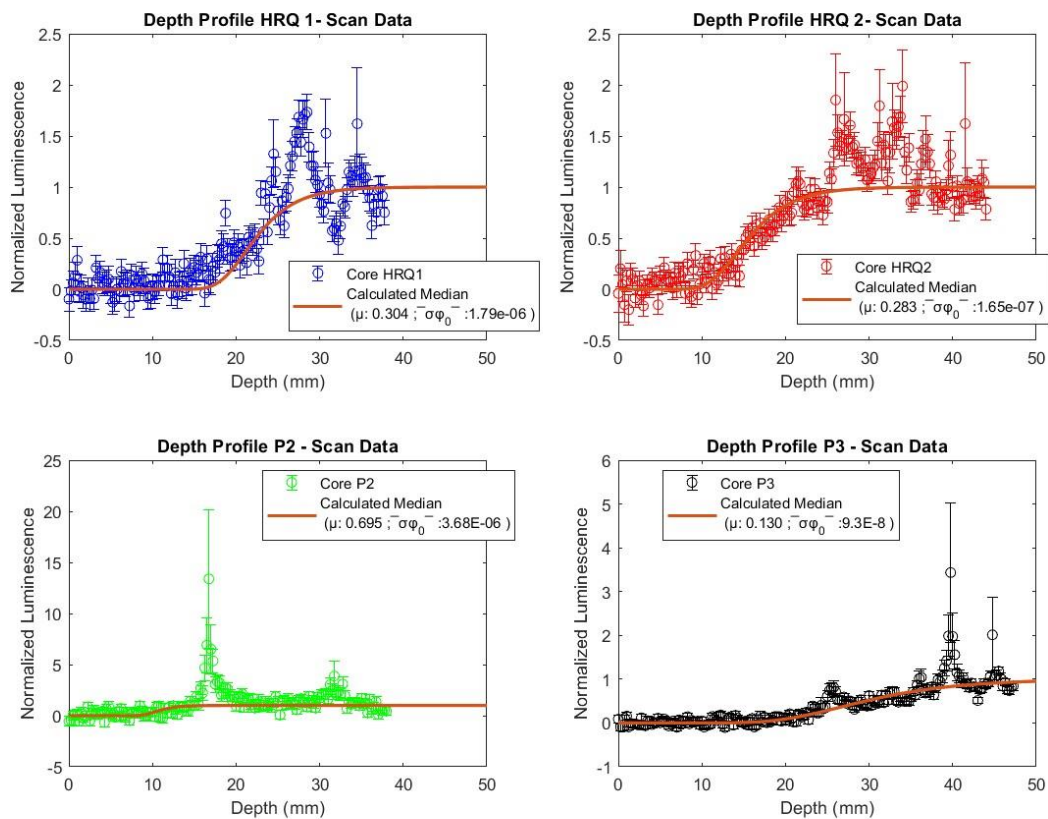 Depth Profile HRQ 1- Scan Data
2.5
2
1.5
1
0.5
0
-0.5
Normalized Luminescence
Core HRQ1
Calculated Median
(μ: 0.304 ;¯σφ₀¯ :1.79e-06 )
0 10 20 30 40 50
Depth (mm)
Depth Profile HRQ 2- Scan Data
2.5
2
1.5
1
0.5
0
-0.5
Normalized Luminescence
Core HRQ2
Calculated Median
(μ: 0.283 ;¯σφ₀¯ :1.65e-07 )
0 10 20 30 40 50
Depth (mm)
Depth Profile P2 - Scan Data
25
20
15
10
5
0
-5
Normalized Luminescence
Core P2
Calculated Median
(μ: 0.695 ;¯σφ₀¯ :3.68E-06 )
0 10 20 30 40 50
Depth (mm)
Depth Profile P3 - Scan Data
6
5
4
3
2
1
0
-1
Normalized Luminescence
Core P3
Calculated Median
(μ: 0.130 ;¯σφ₀¯ :9.3E-8 )
0 10 20 30 40 50
Depth (mm)